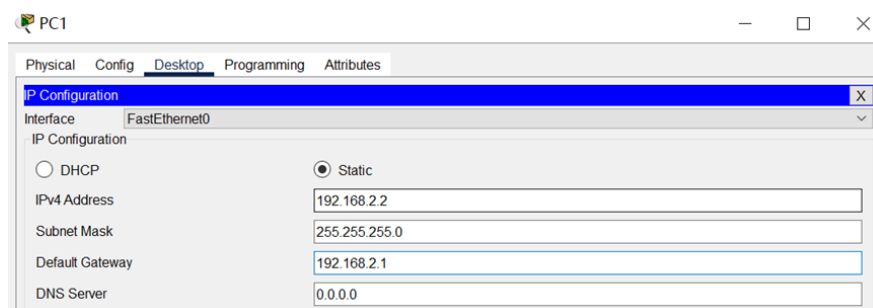 PC1
Physical Config Desktop Programming Attributes
IP Configuration X
Interface FastEthernet0
IP Configuration
DHCP Static
IPv4 Address 192.168.2.2
Subnet Mask 255.255.255.0
Default Gateway 192.168.2.1
DNS Server 0.0.0.0